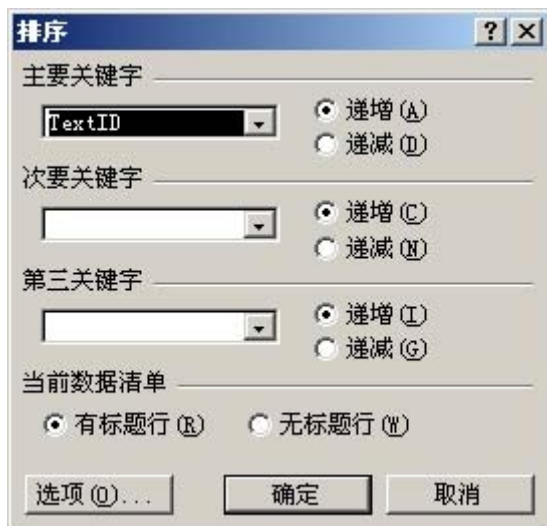 排序
主要关键字
TextID
递增(A)
递减(D)
次要关键字
递增(C)
递减(N)
第三关键字
递增(I)
递减(G)
当前数据清单
有标题行(R) 无标题行(W)
选项(O)... 确定 取消